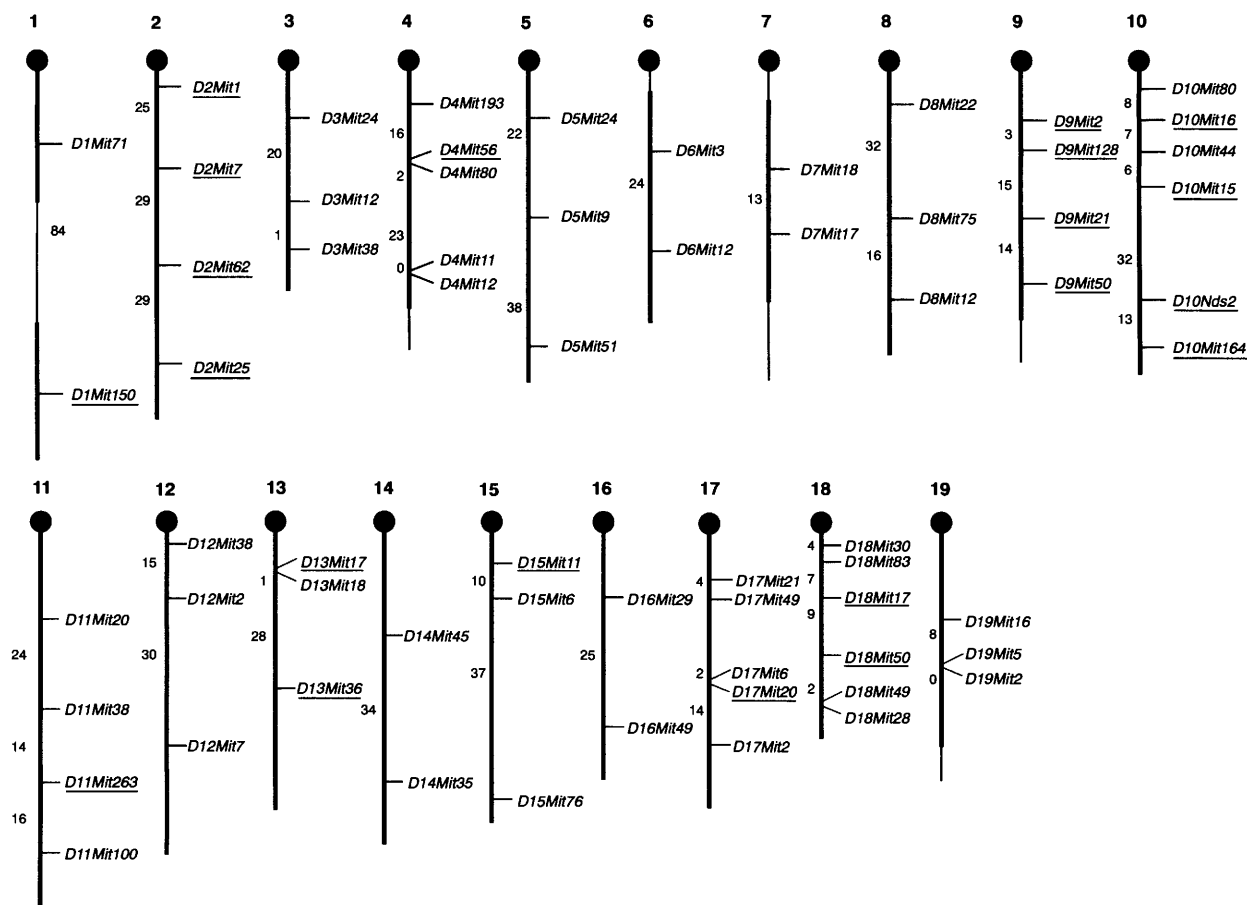 1 2 3 4 5 6 7 8 9 10
D1Mit71
84
D1Mit150
D2Mit1
25
D2Mit7
29
D2Mit62
29
D2Mit25
D3Mit24
20
D3Mit12
1
D3Mit38
D4Mit193
16
D4Mit56
2
D4Mit80
23
D4Mit11
0
D4Mit12
D5Mit24
22
D5Mit9
38
D5Mit51
D6Mit3
24
D6Mit12
D7Mit18
13
D7Mit17
D8Mit22
32
D8Mit75
16
D8Mit12
D9Mit2
3
D9Mit128
15
D9Mit21
14
D9Mit50
D10Mit80
8
D10Mit16
7
D10Mit44
6
D10Mit15
32
D10Nds2
13
D10Mit164
11 12 13 14 15 16 17 18 19
D11Mit20
24
D11Mit38
14
D11Mit263
16
D11Mit100
D12Mit38
15
D12Mit2
30
D12Mit7
D13Mit17
1
D13Mit18
28
D13Mit36
D14Mit45
34
D14Mit35
D15Mit11
10
D15Mit6
37
D15Mit76
D16Mit29
25
D16Mit49
4
D17Mit21
D17Mit49
2
D17Mit6
D17Mit20
14
D17Mit2
4
D18Mit30
D18Mit83
7
D18Mit17
9
D18Mit50
2
D18Mit49
D18Mit28
D19Mit16
8
D19Mit5
0
D19Mit2